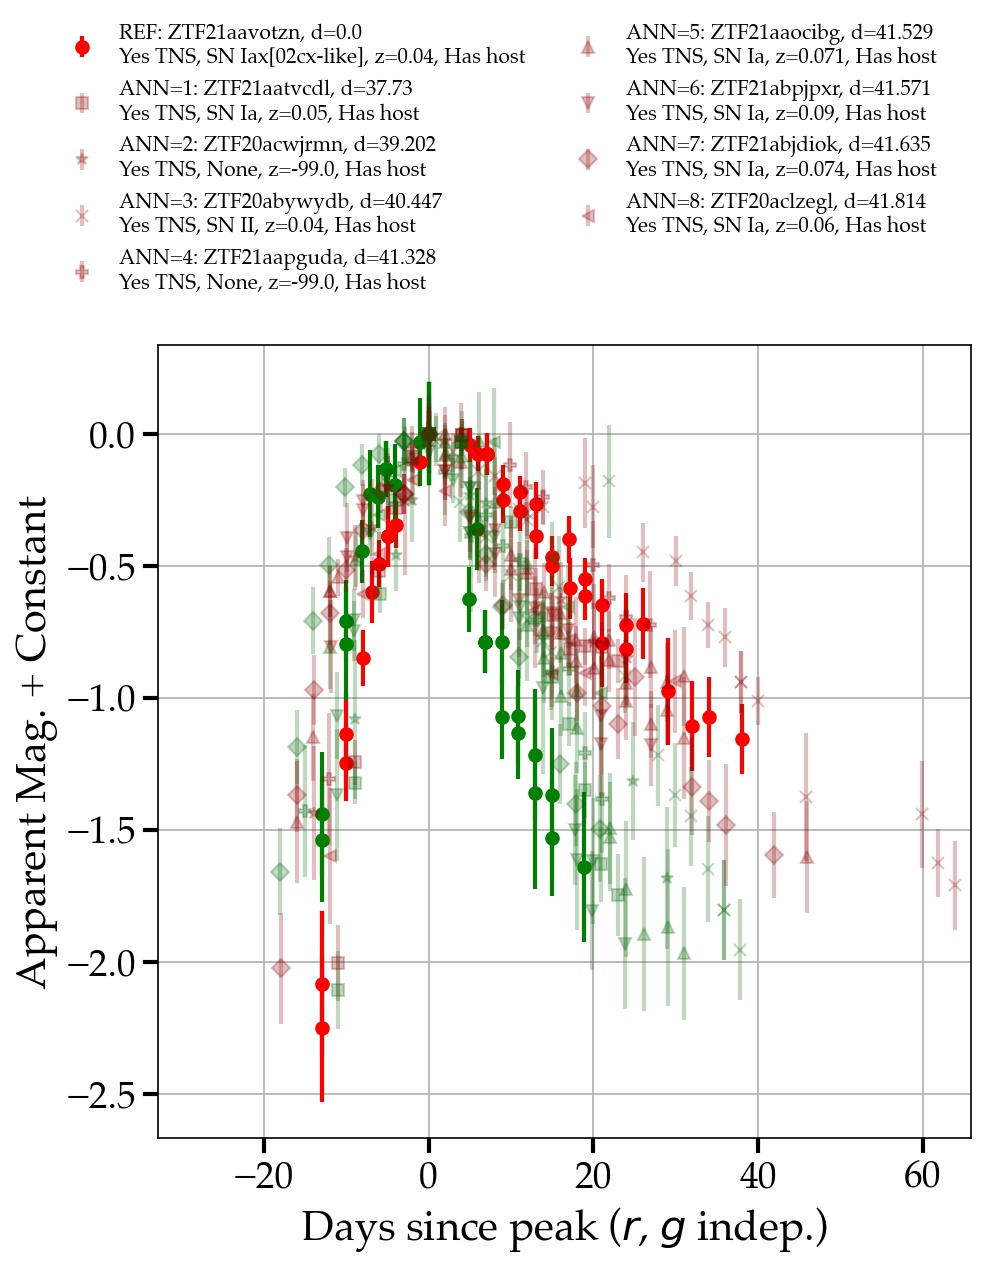 REF: ZTF21aavotzn, d=0.0
Yes TNS, SN Iax[02cx-like], z=0.04, Has host
ANN=1: ZTF21aatvcdl, d=37.73
Yes TNS, SN Ia, z=0.05, Has host
ANN=2: ZTF20acwjrmn, d=39.202
Yes TNS, None, z=-99.0, Has host
ANN=3: ZTF20abywydb, d=40.447
Yes TNS, SN II, z=0.04, Has host
ANN=4: ZTF21aapguda, d=41.328
Yes TNS, None, z=-99.0, Has host
ANN=5: ZTF21aaocibg, d=41.529
Yes TNS, SN Ia, z=0.071, Has host
ANN=6: ZTF21abpjpxr, d=41.571
Yes TNS, SN Ia, z=0.09, Has host
ANN=7: ZTF21abjdiok, d=41.635
Yes TNS, SN Ia, z=0.074, Has host
ANN=8: ZTF20aclzegl, d=41.814
Yes TNS, SN Ia, z=0.06, Has host
Apparent Mag. + Constant
0.0
−0.5
−1.0
−1.5
−2.0
−2.5
−20 0 20 40 60
Days since peak (r, g indep.)